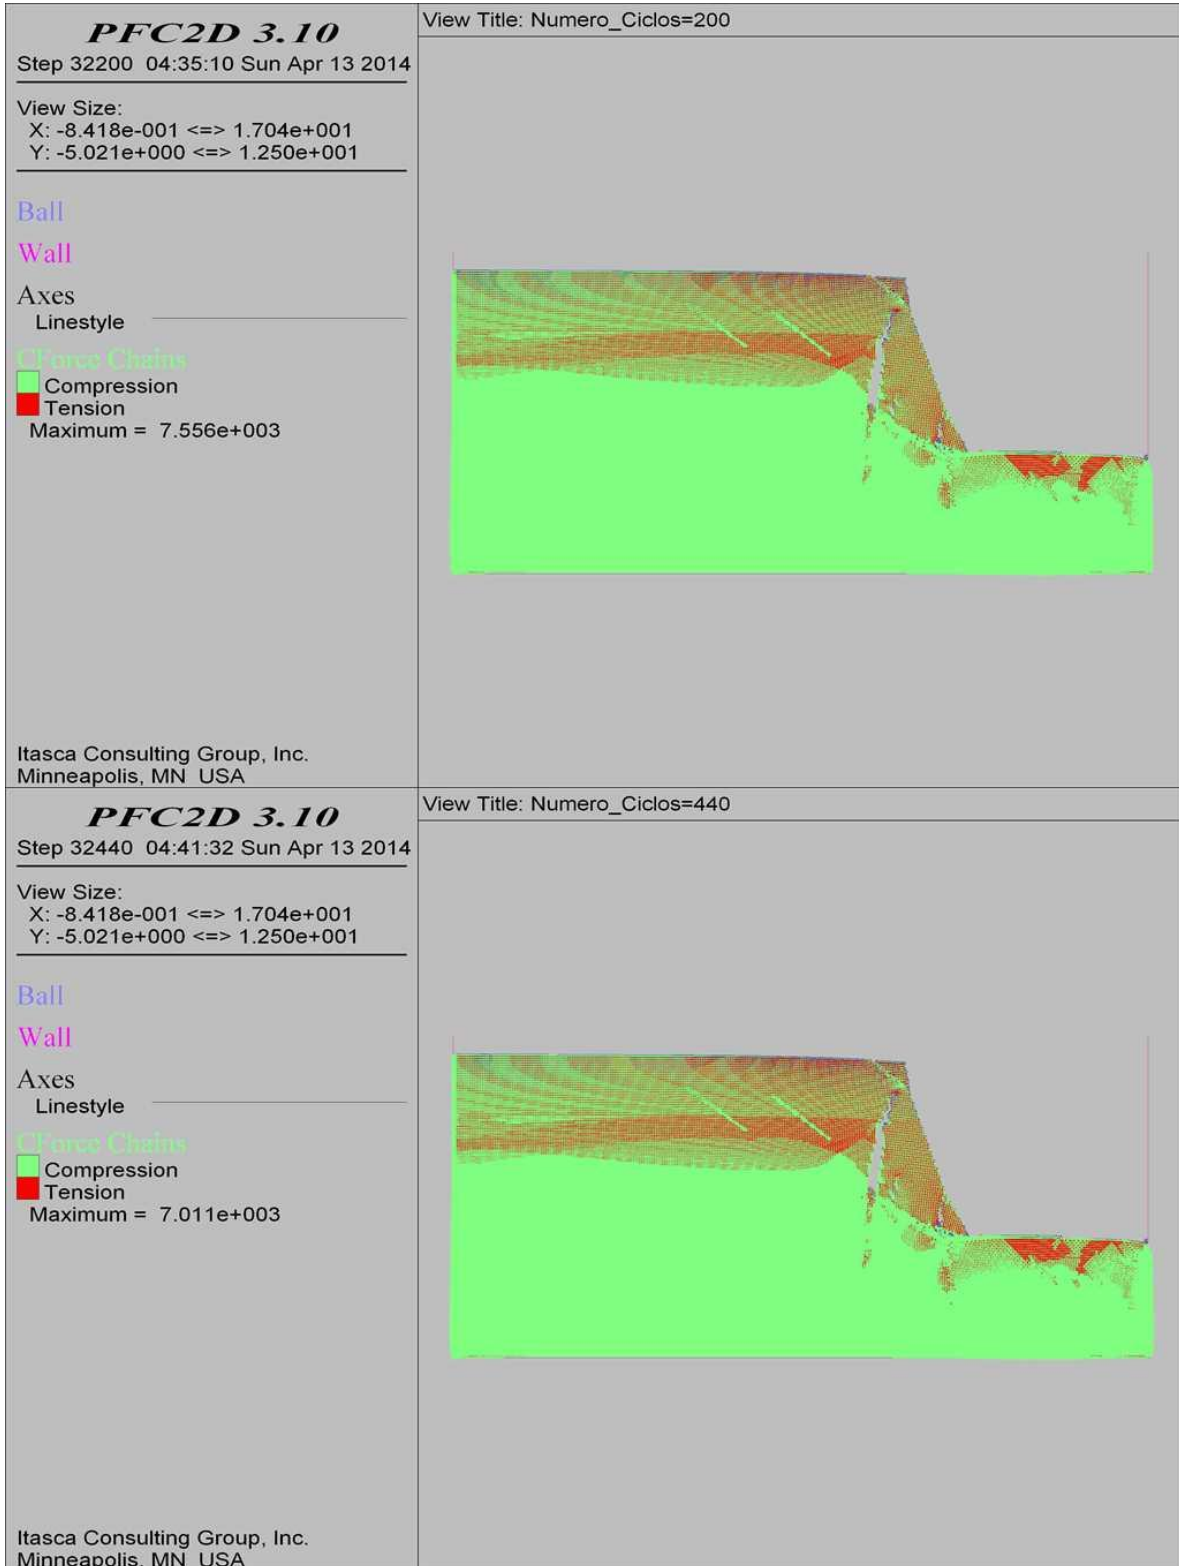 PFC2D 3.10
Step 32200 04:35:10 Sun Apr 13 2014
View Size:
X: -8.418e-001 <=> 1.704e+001
Y: -5.021e+000 <=> 1.250e+001
Ball
Wall
Axes
Linestyle
CForce Chains
Compression
Tension
Maximum = 7.556e+003
Itasca Consulting Group, Inc.
Minneapolis, MN USA
View Title: Numero_Ciclos=200
PFC2D 3.10
Step 32440 04:41:32 Sun Apr 13 2014
View Size:
X: -8.418e-001 <=> 1.704e+001
Y: -5.021e+000 <=> 1.250e+001
Ball
Wall
Axes
Linestyle
CForce Chains
Compression
Tension
Maximum = 7.011e+003
Itasca Consulting Group, Inc.
Minneapolis, MN USA
View Title: Numero_Ciclos=440